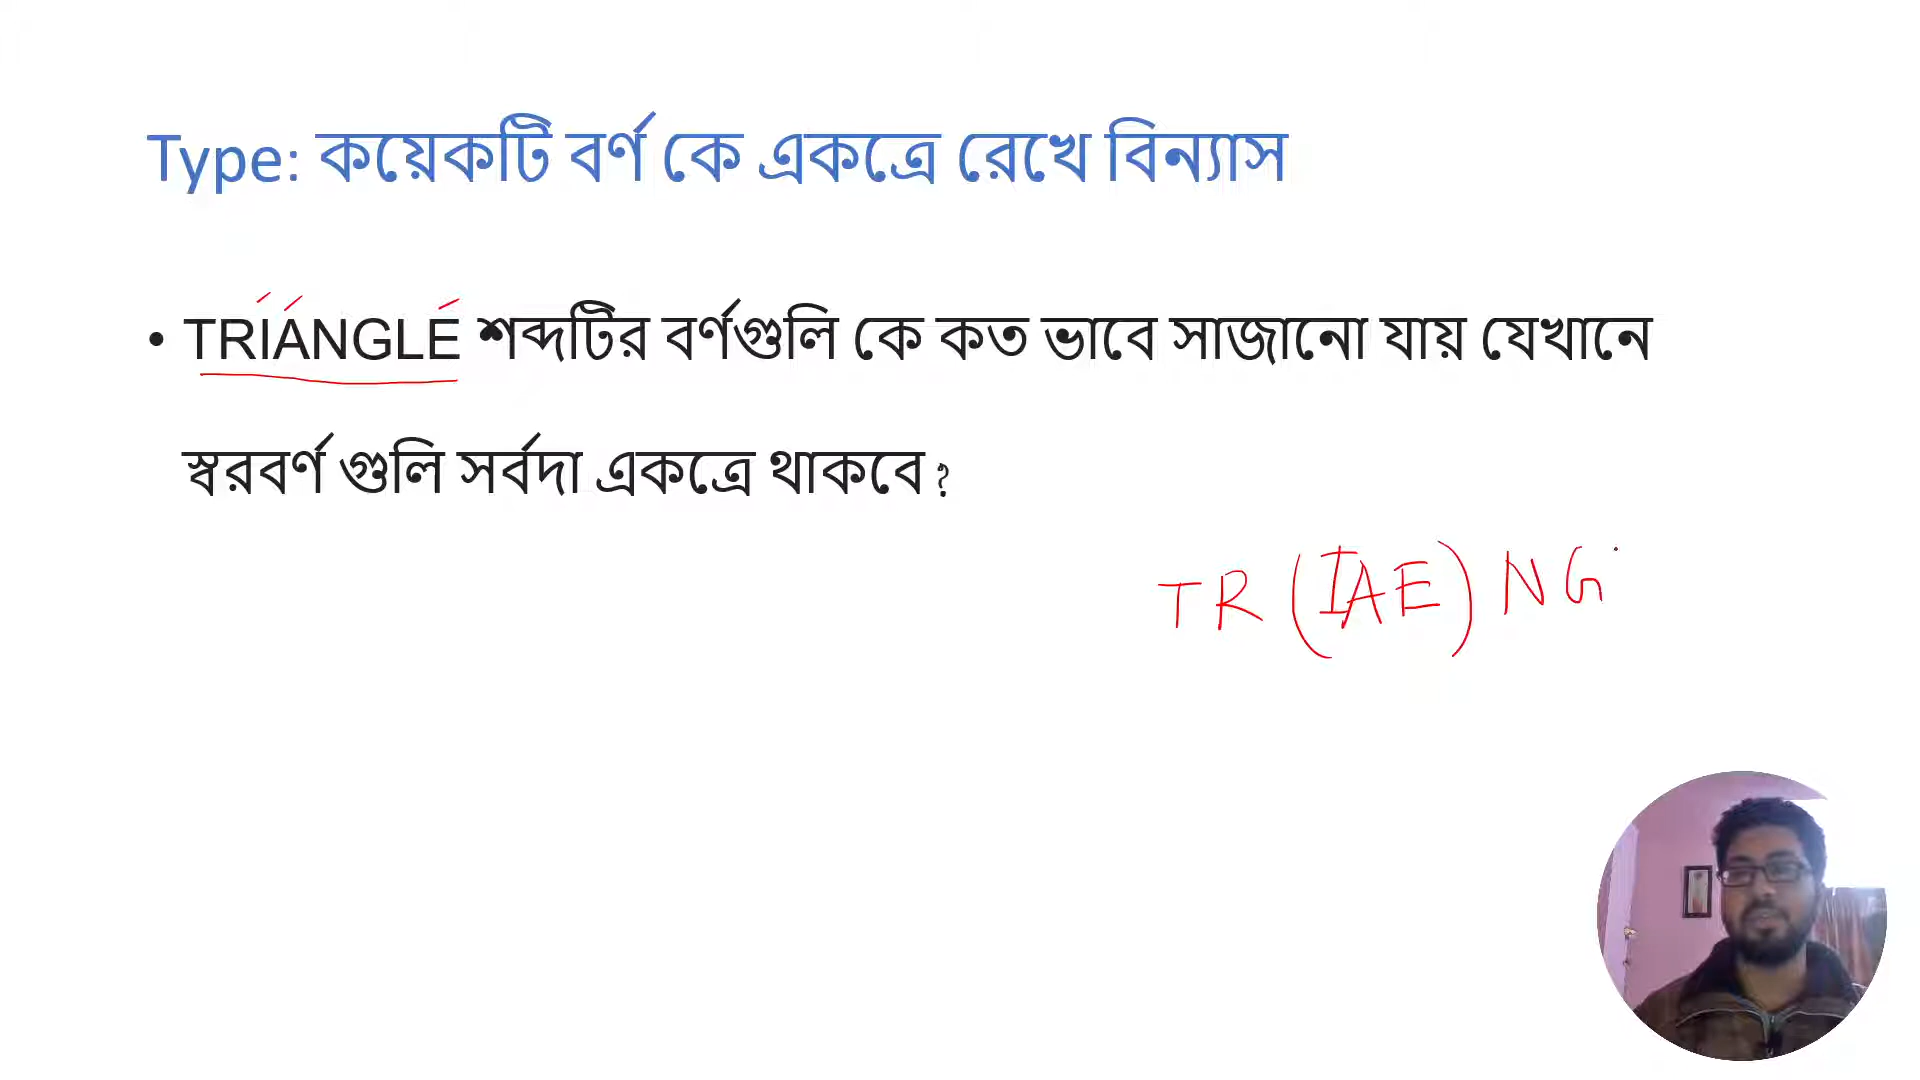 Type: কয়েকটি বর্ণ কে একত্রে রেখে বিন্যাস
• TRIANGLE শব্দটির বর্ণগুলি কে কত ভাবে সাজানো যায় যেখানে
স্বরবর্ণ গুলি সর্বদা একত্রে থাকবে?
TR (IAE) NG